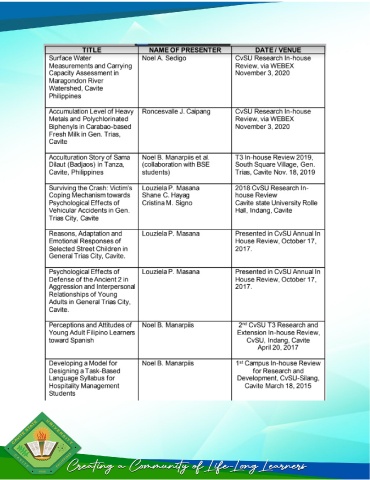 TITLE NAME OF PRESENTER DATE / VENUE
Surface Water
Measurements and Carrying
Capacity Assessment in
Maragondon River
Watershed, Cavite
Philippines
Noel A. Sedigo
CvSU Research In-house
Review, via WEBEX
November 3, 2020
Accumulation Level of Heavy
Metals and Polychlorinated
Biphenyls in Carabao-based
Fresh Milk in Gen. Trias,
Cavite
Roncesvalle J. Caipang
CvSU Research In-house
Review, via WEBEX
November 3, 2020
Acculturation Story of Sama
Dilaut (Badjaos) in Tanza,
Cavite, Philippines
Noel B. Manarpiis et al.
(collaboration with BSE
students)
T3 In-house Review 2019,
South Square Village, Gen.
Trias, Cavite Nov. 18, 2019
Surviving the Crash: Victim's
Coping Mechanism towards
Psychological Effects of
Vehicular Accidents in Gen.
Trias City, Cavite
Louziela P. Masana
Shane C. Hayag
Cristina M. Signo
2018 CvSU Research In-
house Review
Cavite state University Rolle
Hall, Indang, Cavite
Reasons, Adaptation and
Emotional Responses of
Selected Street Children in
General Trias City, Cavite.
Louziela P. Masana
Presented in CvSU Annual In
House Review, October 17,
2017.
Psychological Effects of
Defense of the Ancient 2 in
Aggression and Interpersonal
Relationships of Young
Adults in General Trias City,
Cavite.
Louziela P. Masana
Presented in CvSU Annual In
House Review, October 17,
2017.
Perceptions and Attitudes of
Young Adult Filipino Learners
toward Spanish
Noel B. Manarpiis
2nd CvSU T3 Research and
Extension In-house Review,
CvSU, Indang, Cavite
April 20, 2017
Developing a Model for
Designing a Task-Based
Language Syllabus for
Hospitality Management
Students
Noel B. Manarpiis
1st Campus In-house Review
for Research and
Development, CvSU-Silang,
Cavite March 18, 2015
Creating a Community of Life-Long Learners